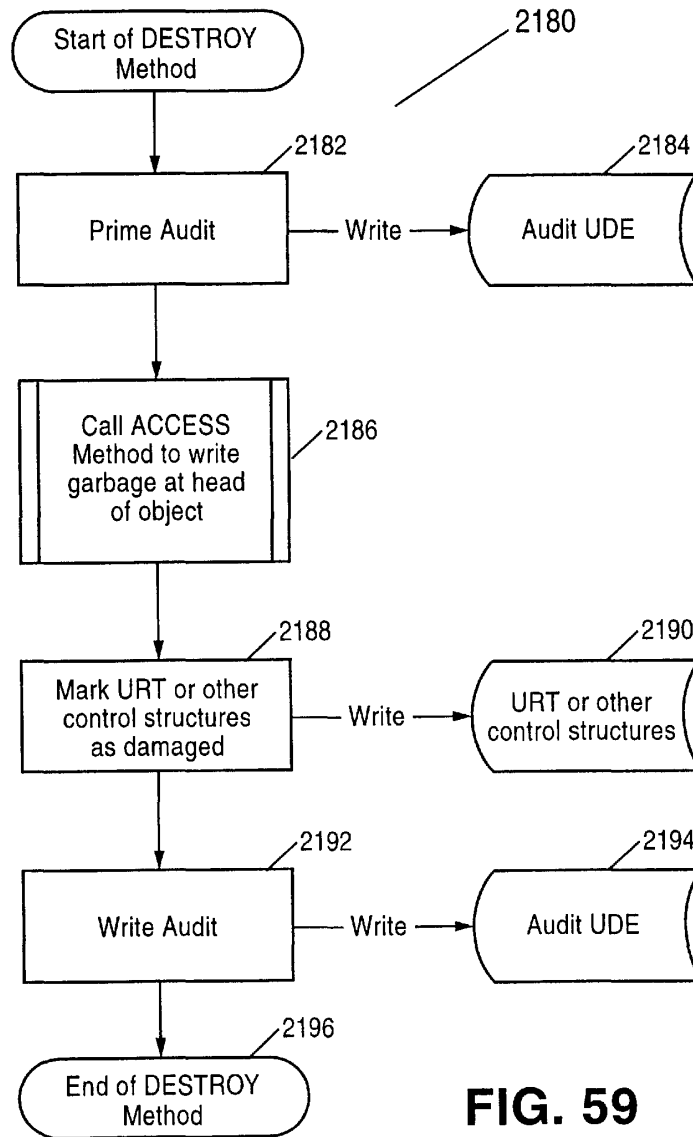 Start of DESTROY
Method
2180
2182
Prime Audit
Write
2184
Audit UDE
Call ACCESS
Method to write
garbage at head
of object
2186
2188
Mark URT or other
control structures
as damaged
Write
2190
URT or other
control structures
2192
Write Audit
Write
2194
Audit UDE
2196
End of DESTROY
Method
FIG. 59